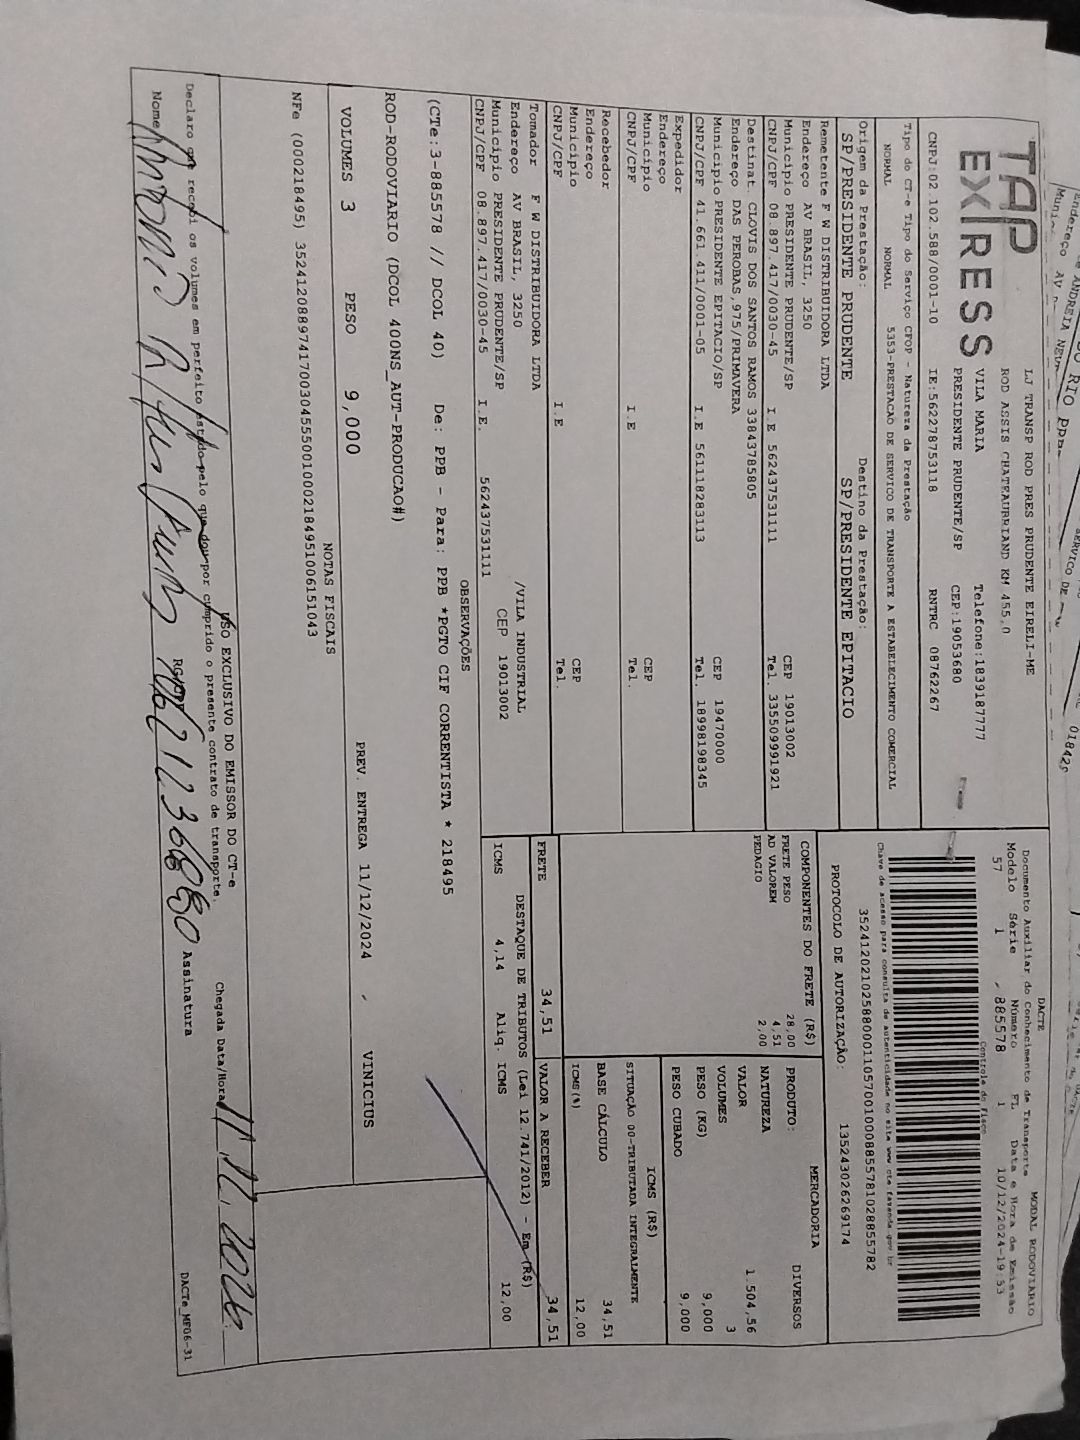 TAP
EX|RESS
LJ TRANSP ROD PRES PRUDENTE EIRELI-ME
ROD ASSIS CHATEAUBRIAND KM 455,0
VILA MARIA Telefone:1839187777
PRESIDENTE PRUDENTE/SP CEP:19053680
CNPJ:02.102.588/0001-10 IE:562278753118 RNTRC 08762267
Tipo do CT-e Tipo do Serviço CFOP - Natureza da Prestação
NORMAL NORMAL 5353-PRESTACAO DE SERVICO DE TRANSPORTE A ESTABELECIMENTO COMERCIAL
Origem da Prestação: Destino da Prestação:
SP/PRESIDENTE PRUDENTE SP/PRESIDENTE EPITACIO
Remetente F W DISTRIBUIDORA LTDA
Endereço AV BRASIL, 3250
Município PRESIDENTE PRUDENTE/SP CEP 19013002
CNPJ/CPF 08.897.417/0030-45 I.E 562437531111 Tel. 335509991921
Destinat. CLOVIS DOS SANTOS RAMOS 33843785805
Endereço DAS PEROBAS,975/PRIMAVERA
Município PRESIDENTE EPITACIO/SP CEP 19470000
CNPJ/CPF 41.661.411/0001-05 I.E 561118283113 Tel. 18998198345
Expedidor
Endereço
Município CEP
CNPJ/CPF I.E Tel.
Recebedor
Endereço
Município CEP
CNPJ/CPF I.E Tel.
Tomador F W DISTRIBUIDORA LTDA
Endereço AV BRASIL, 3250 /VILA INDUSTRIAL
Município PRESIDENTE PRUDENTE/SP CEP 19013002
CNPJ/CPF 08.897.417/0030-45 I.E. 562437531111
DACTE MODAL RODOVIARIO
Documento Auxiliar do Conhecimento de Transporte
Modelo Série Número FL Data e Hora de Emissão
57 1 885578 1 10/12/2024-19:33
Controle do Fisco
Chave de acesso para consulta de autenticidade no site www.cte.fazenda.gov.br
35241202102588000110570010008855781028855782
PROTOCOLO DE AUTORIZAÇÃO: 135243026269174
COMPONENTES DO FRETE (R$)
FRETE PESO 28,00
AD VALOREM 4,51
PEDAGIO 2,00
MERCADORIA
PRODUTO: DIVERSOS
NATUREZA
VALOR 1.504,56
VOLUMES 3
PESO (KG) 9,000
PESO CUBADO 9,000
ICMS (R$)
SITUAÇÃO 00-TRIBUTADA INTEGRALMENTE
BASE CÁLCULO 34,51
ICMS(%) 12,00
FRETE 34,51 VALOR A RECEBER 34,51
DESTAQUE DE TRIBUTOS (Lei 12.741/2012) - Em (R$)
ICMS 4,14 Aliq. ICMS 12,00
OBSERVAÇÕES
(CTe:3-885578 // DCOL 40) De: PPB - Para: PPB *PGTO CIF CORRENTISTA * 218495
ROD-RODOVIARIO (DCOL 400NS_AUT-PRODUCAO#)
VOLUMES 3 PESO 9,000 PREV. ENTREGA 11/12/2024 VINICIUS
NOTAS FISCAIS
NFe (000218495) 35241208897417003045550010002184951006151043
USO EXCLUSIVO DO EMISSOR DO CT-e
Declaro que recebi os volumes em perfeito estado pelo que dou por cumprido o presente contrato de transporte.
Chegada Data/Hora
Nome Antonio R Assinatura
DACTe_MF06-31